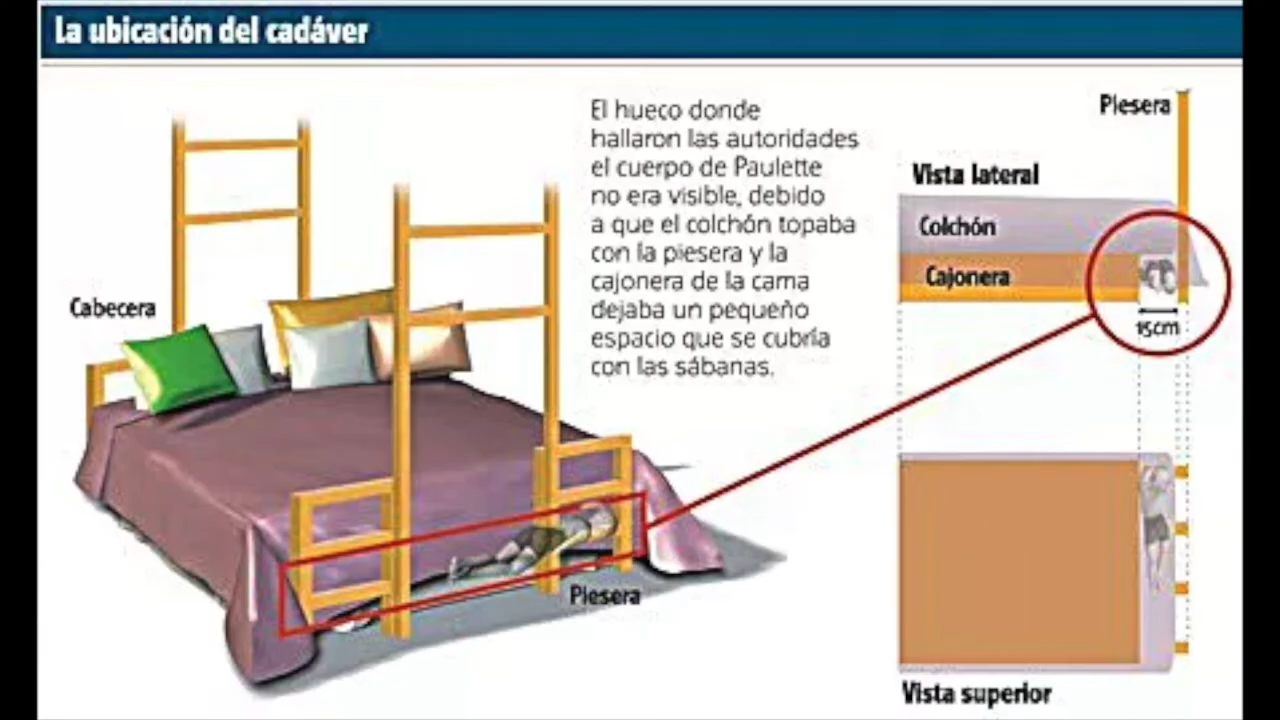 La ubicación del cadáver
El hueco donde
hallaron las autoridades
el cuerpo de Paulette
no era visible, debido
a que el colchón topaba
con la piesera y la
cajonera de la cama
dejaba un pequeño
espacio que se cubría
con las sábanas.
Cabecera
Piesera
Piesera
Vista lateral
Colchón
Cajonera
15cm
Vista superior